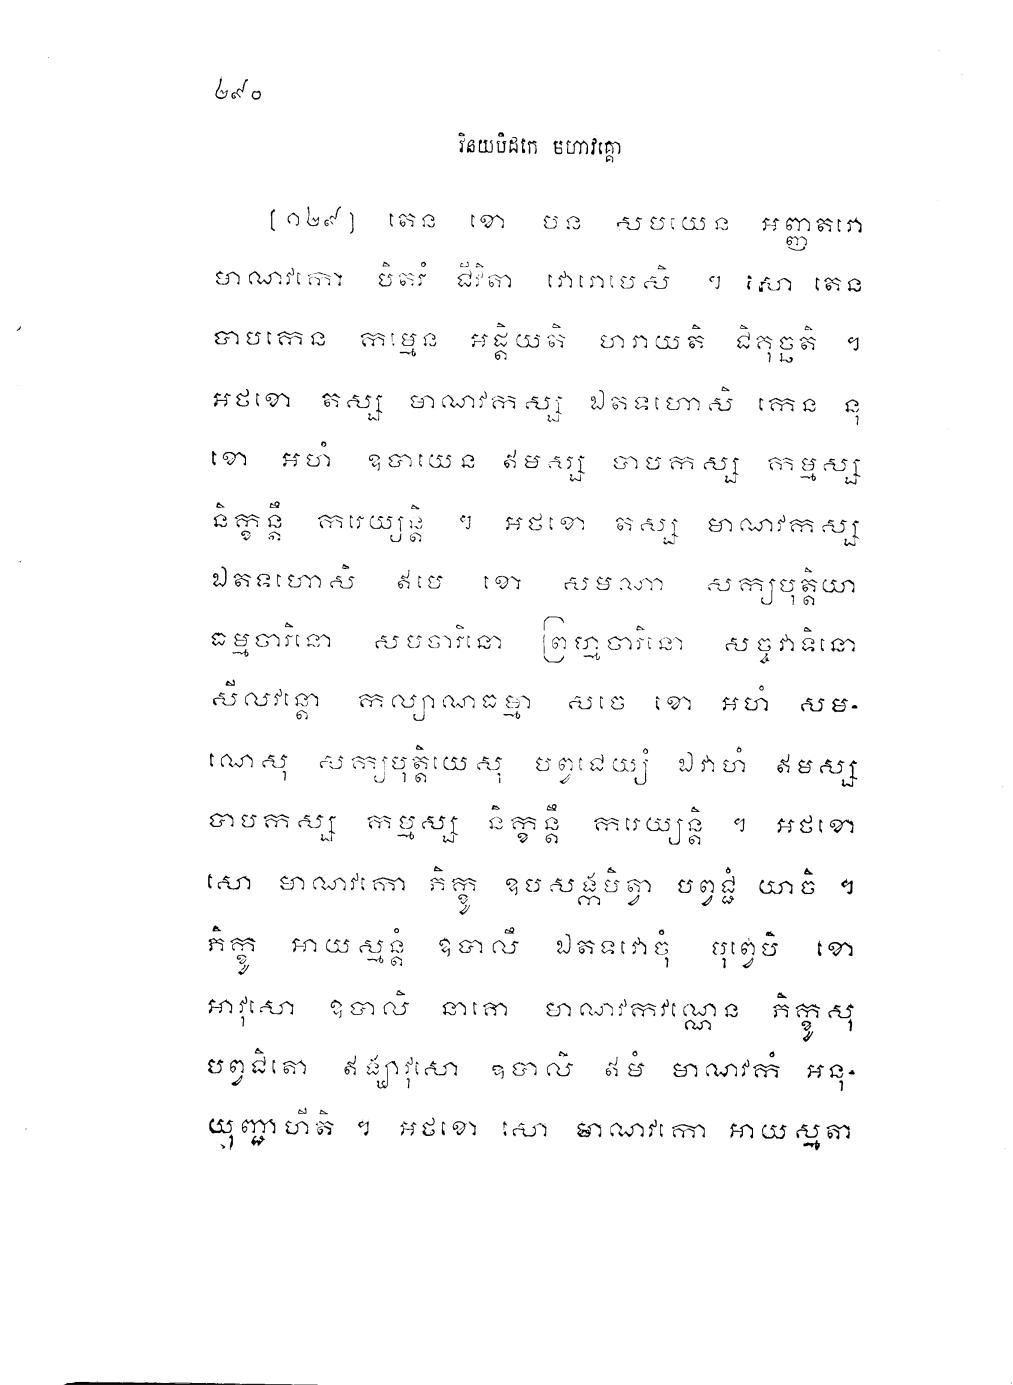 ២៩០
វិនយបិដកេ មហាវគ្គោ
[១២៩] តេន ខោ បន សមយេន អញ្ញតរោ
មាណវកោ បិតរំ ជីវិតា វោរោបេសិ ។ សោ តេន
បាបកេន កម្មេន អដ្ដិយតិ ហរាយតិ ជិគុច្ឆតិ ។
អថខោ តស្ស មាណវកស្ស ឯតទហោសិ កេន នុ
ខោ អហំ ឧបាយេន ឥមស្ស បាបកស្ស កម្មស្ស
និក្ខន្តឹ ករេយ្យន្តិ ។ អថខោ តស្ស មាណវកស្ស
ឯតទហោសិ ឥមេ ខោ សមណា សក្យបុត្តិយា
ធម្មចារិនោ សមចារិនោ ព្រហ្មចារិនោ សច្ចវាទិនោ
សីលវន្តោ កល្យាណធម្មា សចេ ខោ អហំ សម-
ណេសុ សក្យបុត្តិយេសុ បព្វជេយ្យំ ឯវាហំ ឥមស្ស
បាបកស្ស កម្មស្ស និក្ខន្តឹ ករេយ្យន្តិ ។ អថខោ
សោ មាណវកោ ភិក្ខូ ឧបសង្កមិត្វា បព្វជ្ជំ យាចិ ។
ភិក្ខូ អាយស្មន្តំ ឧបាលឹ ឯតទវោចុំ បុព្វេបិ ខោ
អាវុសោ ឧបាលិ នាគោ មាណវកវណ្ណេន ភិក្ខូសុ
បព្វជិតោ ឥង្ឃាវុសោ ឧបាលិ ឥមំ មាណវកំ អនុ-
យុញ្ជាហីតិ ។ អថខោ សោ មាណវកោ អាយស្មតា